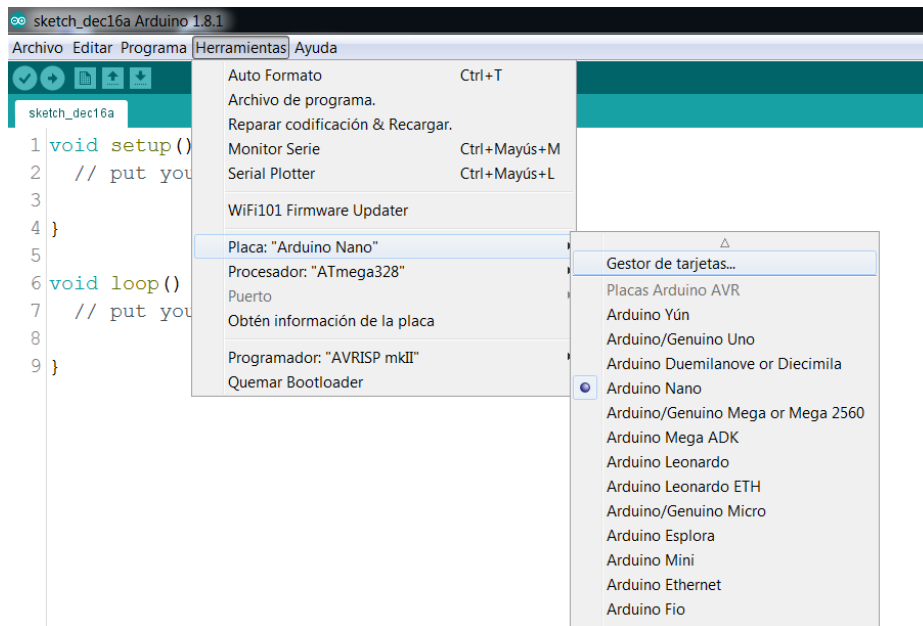 sketch_dec16a Arduino 1.8.1
Archivo Editar Programa Herramientas Ayuda
sketch_dec16a
1 void setup()
2 // put you
3
4 }
5
6 void loop()
7 // put you
8
9 }
Auto Formato Ctrl+T
Archivo de programa.
Reparar codificación & Recargar.
Monitor Serie Ctrl+Mayús+M
Serial Plotter Ctrl+Mayús+L
WiFi101 Firmware Updater
Placa: "Arduino Nano"
Procesador: "ATmega328"
Puerto
Obtén información de la placa
Programador: "AVRISP mkII"
Quemar Bootloader
Gestor de tarjetas...
Placas Arduino AVR
Arduino Yún
Arduino/Genuino Uno
Arduino Duemilanove or Diecimila
Arduino Nano
Arduino/Genuino Mega or Mega 2560
Arduino Mega ADK
Arduino Leonardo
Arduino Leonardo ETH
Arduino/Genuino Micro
Arduino Esplora
Arduino Mini
Arduino Ethernet
Arduino Fio